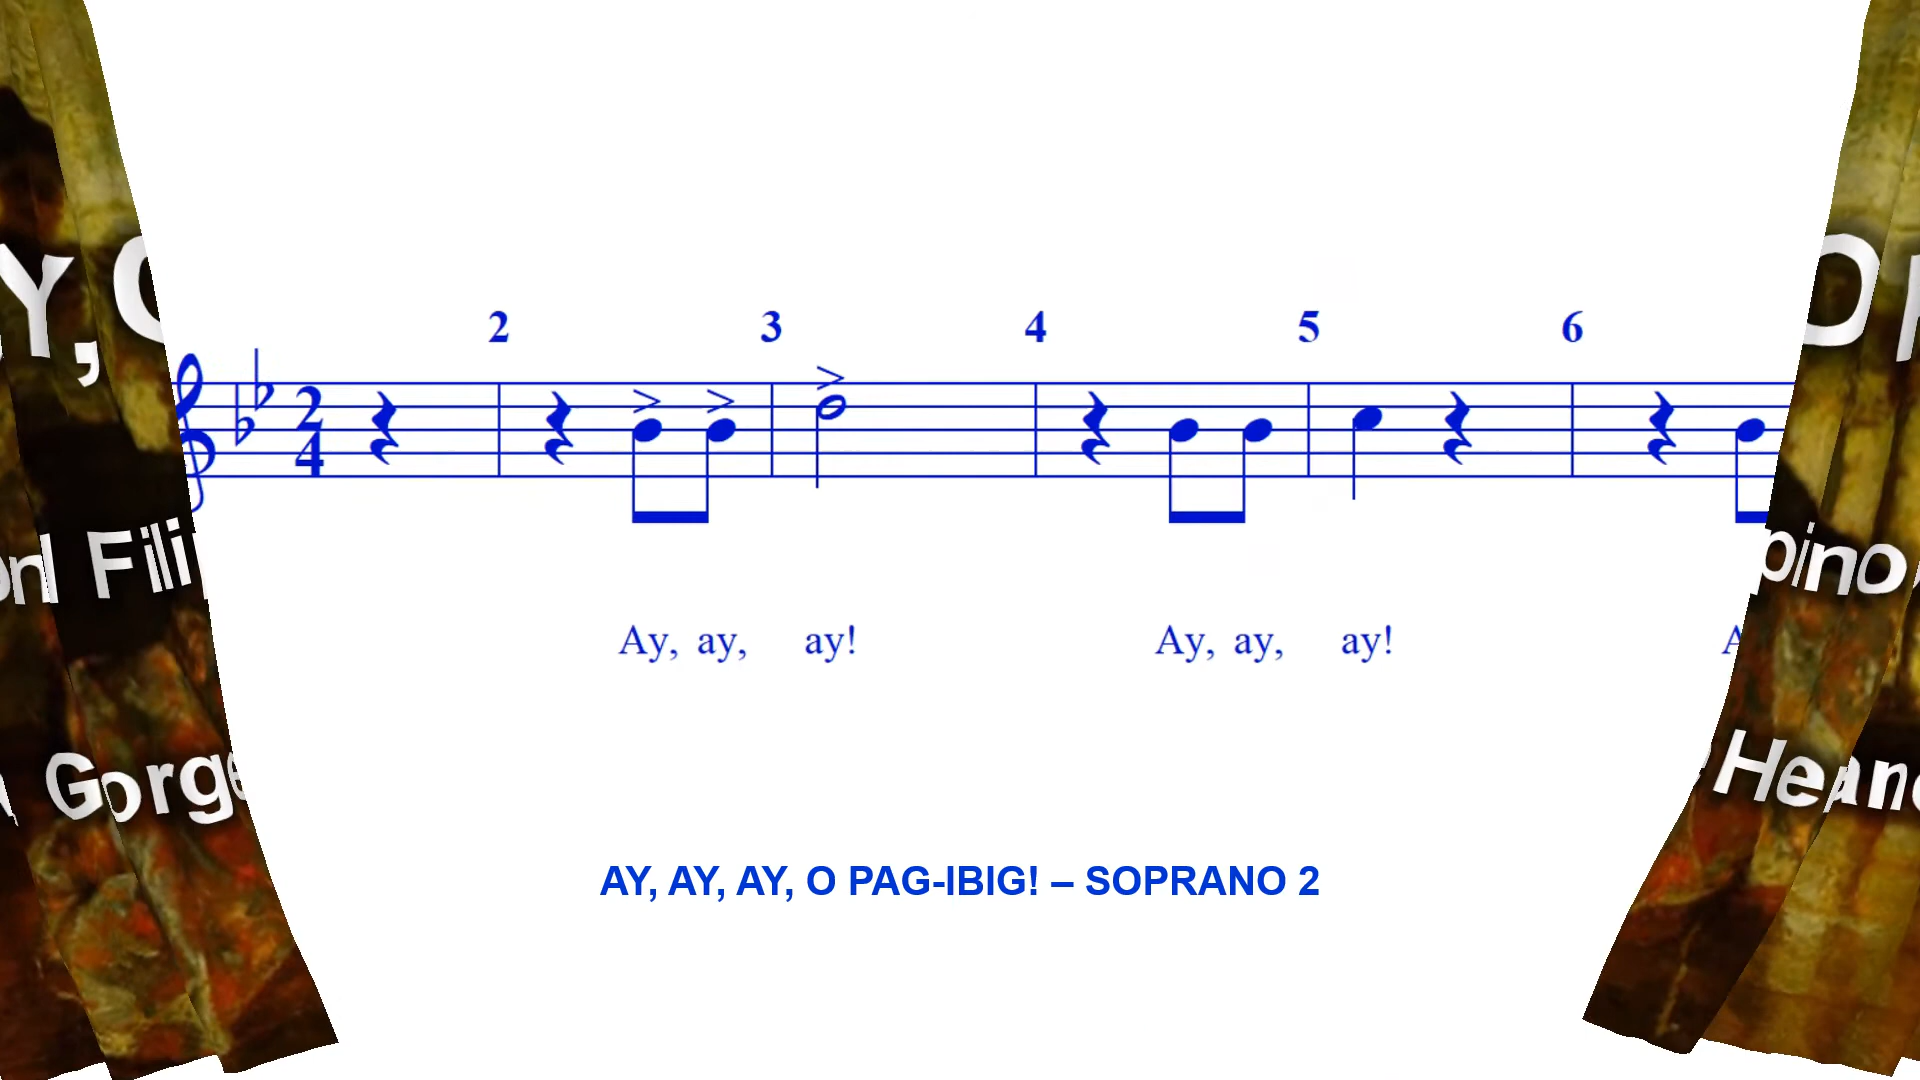 2 3 4 5 6
2
4
Ay, ay, ay! Ay, ay, ay!
AY, AY, AY, O PAG-IBIG! – SOPRANO 2